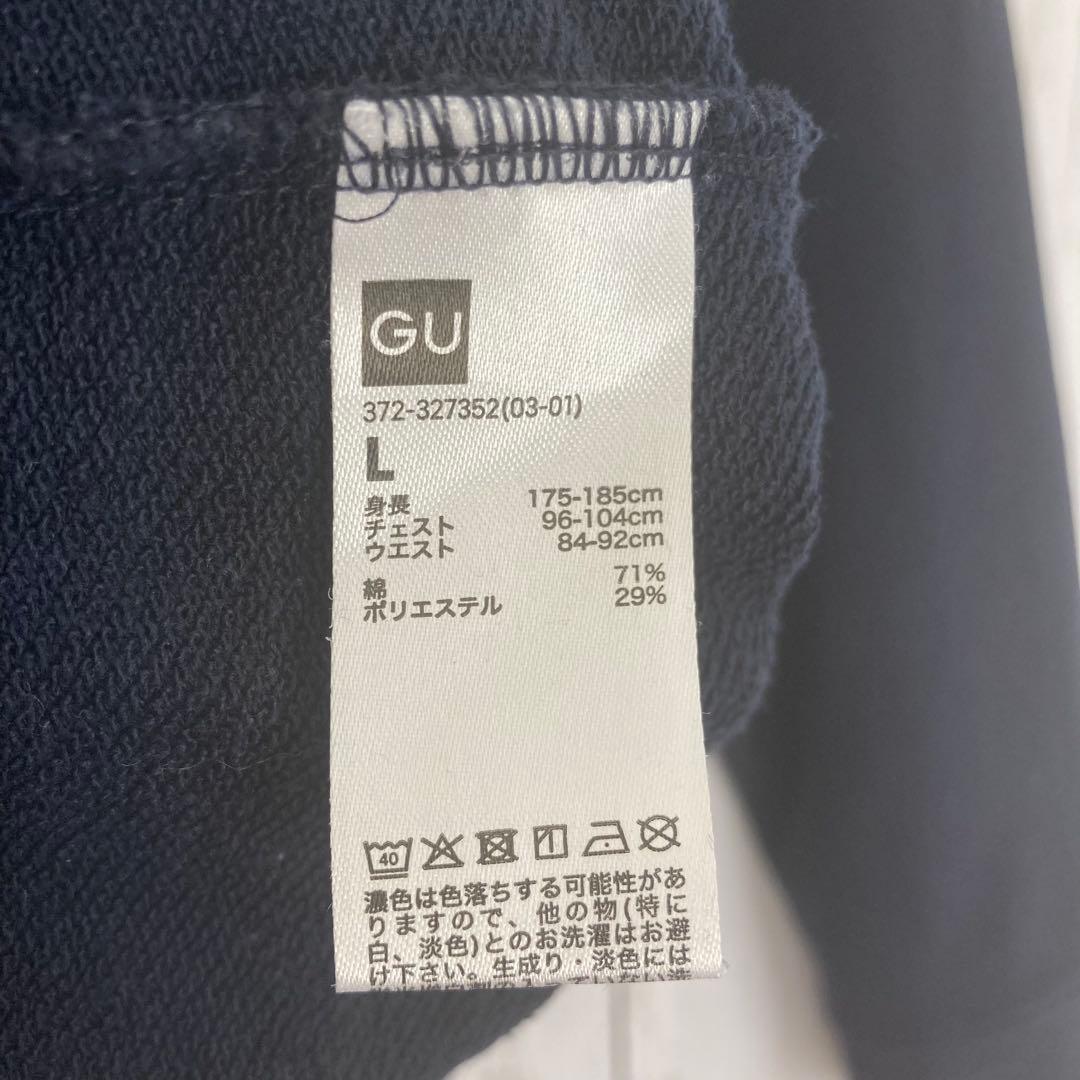 GU
372-327352(03-01)
L
身長 175-185cm
チェスト 96-104cm
ウエスト 84-92cm
綿 71%
ポリエステル 29%
40
濃色は色落ちする可能性があ
りますので、他の物(特に
白、淡色)とのお洗濯はお避
け下さい。生成り・淡色には